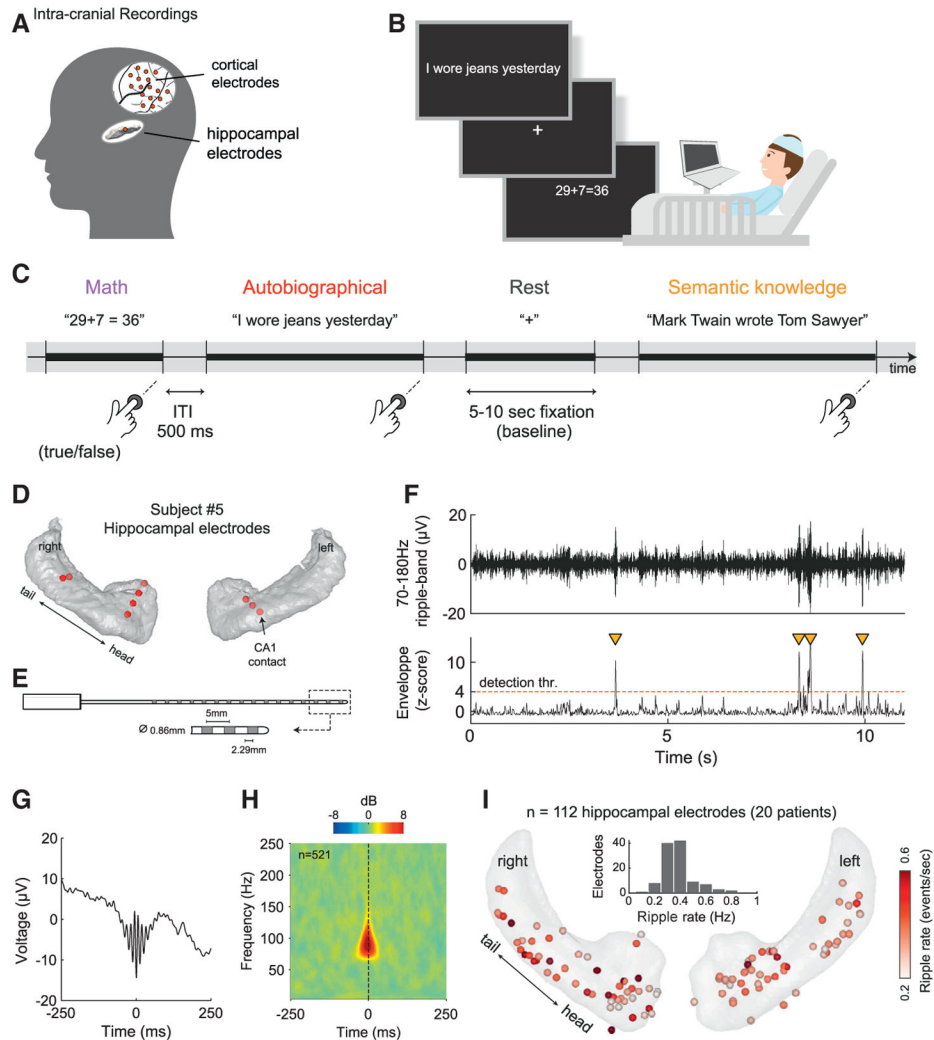 Intra-cranial Recordings
A
cortical
electrodes
hippocampal
electrodes
B
I wore jeans yesterday
+
29+7=36
C
Math
Autobiographical
Rest
Semantic knowledge
“29+7 = 36”
“I wore jeans yesterday”
“+”
“Mark Twain wrote Tom Sawyer”
time
ITI
500 ms
5-10 sec fixation
(baseline)
(true/false)
D
Subject #5
Hippocampal electrodes
right
left
tail
head
CA1
contact
E
5mm
Ø 0.86mm
2.29mm
F
70-180Hz
ripple-band (µV)
20
0
-20
Enveloppe
(z-score)
10
4
0
detection thr.
0
5
10
Time (s)
G
Voltage (µV)
20
10
0
-10
-20
-250
0
250
Time (ms)
H
dB
-8
0
8
n=521
Frequency (Hz)
250
200
150
100
50
-250
0
250
Time (ms)
I
n = 112 hippocampal electrodes (20 patients)
right
left
Electrodes
40
20
0
0
0.2
0.4
0.6
0.8
1
Ripple rate (Hz)
tail
head
0.6
0.2
Ripple rate (events/sec)